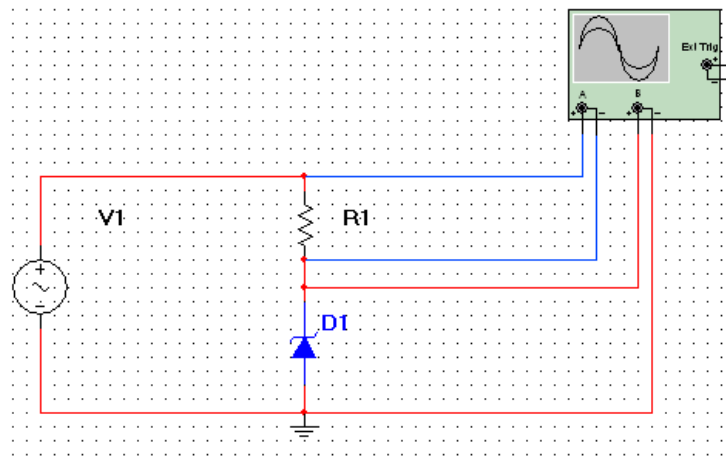 Ext Trig
+
A
B
-
+
-
+
-
V1
R1
+
-
D1